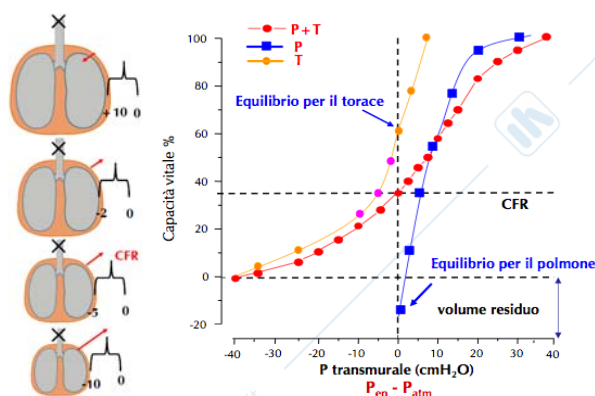 + 10 0
-2 0
CFR
-5 0
-10 0
P + T
P
T
Capacità vitale %
100
80
60
40
20
0
-20
Equilibrio per il torace
CFR
Equilibrio per il polmone
volume residuo
-40 -30 -20 -10 0 10 20 30 40
P transmurale (cmH₂O)
Pep - Patm